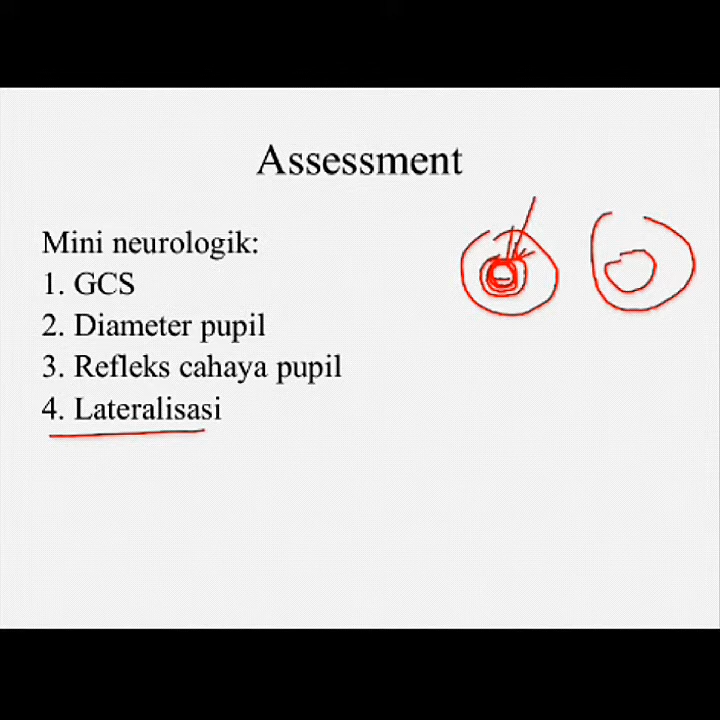 Assessment
Mini neurologik:
1. GCS
2. Diameter pupil
3. Refleks cahaya pupil
4. Lateralisasi